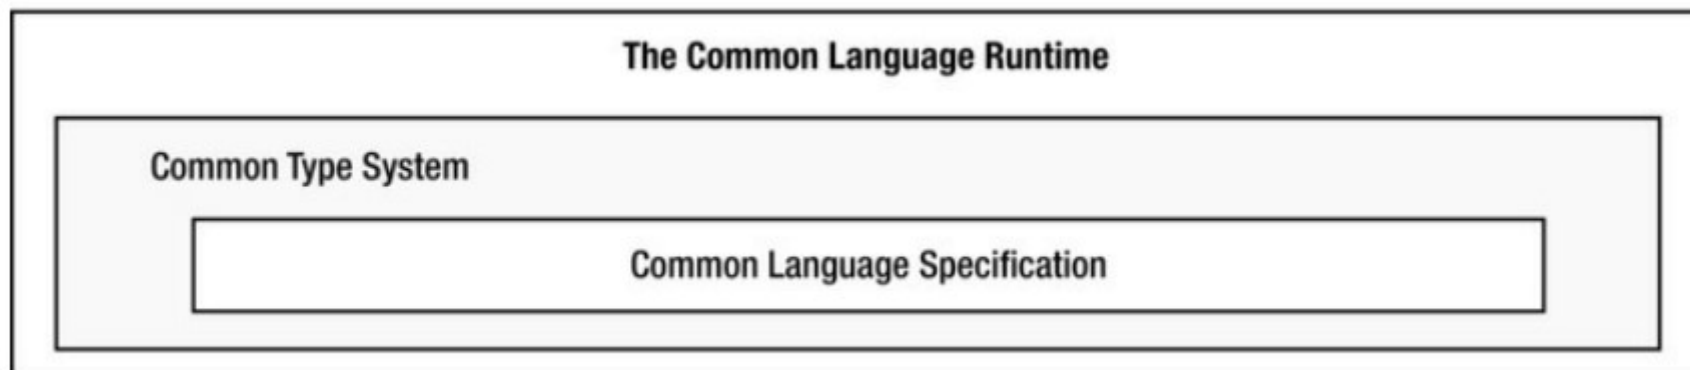 The Common Language Runtime
Common Type System
Common Language Specification